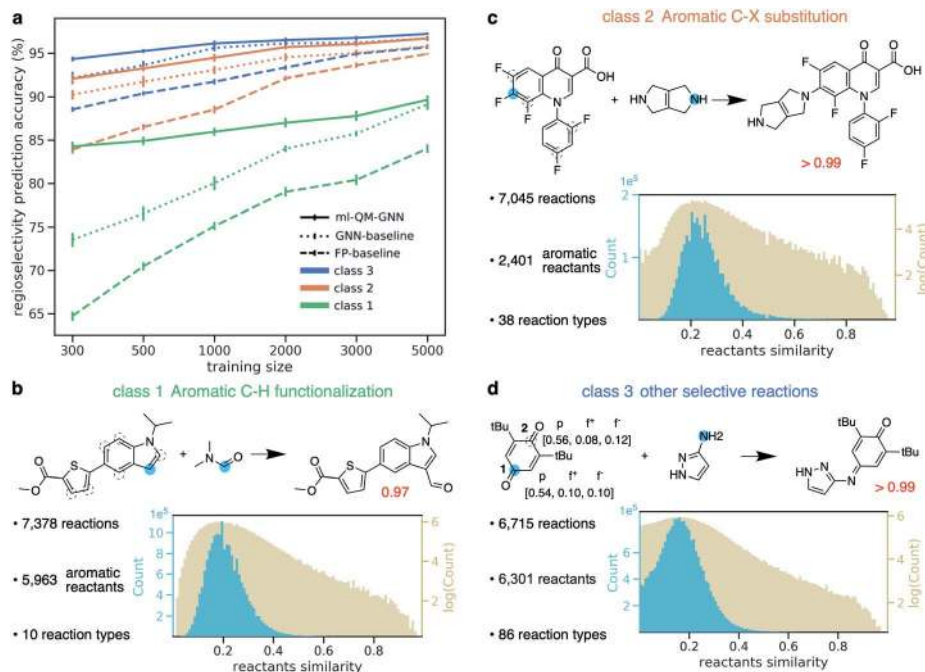 a
regioselectivity prediction accuracy (%)
95
90
85
80
75
70
65
ml-QM-GNN
GNN-baseline
FP-baseline
class 3
class 2
class 1
300 500 1000 2000 3000 5000
training size
b class 1 Aromatic C-H functionalization
N
S
O
O
+
N
O
N
S
O
O
O
0.97
• 7,378 reactions
• 5,963 aromatic reactants
• 10 reaction types
1e5
10
8
6
4
2
Count
6
4
2
log(Count)
0.2 0.4 0.6 0.8
reactants similarity
c class 2 Aromatic C-X substitution
F
F
F
O
O
OH
N
F
F
+
HN
NH
F
O
O
OH
N
HN
F
N
F
F
> 0.99
• 7,045 reactions
• 2,401 aromatic reactants
• 38 reaction types
1e5
2
1
Count
4
2
log(Count)
0.2 0.4 0.6 0.8
reactants similarity
d class 3 other selective reactions
tBu
2
O
p f+ f-
[0.56, 0.08, 0.12]
tBu
1
O
p f+ f-
[0.54, 0.10, 0.10]
+
NH2
HN
N
tBu
O
tBu
HN
N
N
> 0.99
• 6,715 reactions
• 6,301 reactants
• 86 reaction types
1e5
8
6
4
2
Count
6
4
2
log(Count)
0.2 0.4 0.6 0.8
reactants similarity